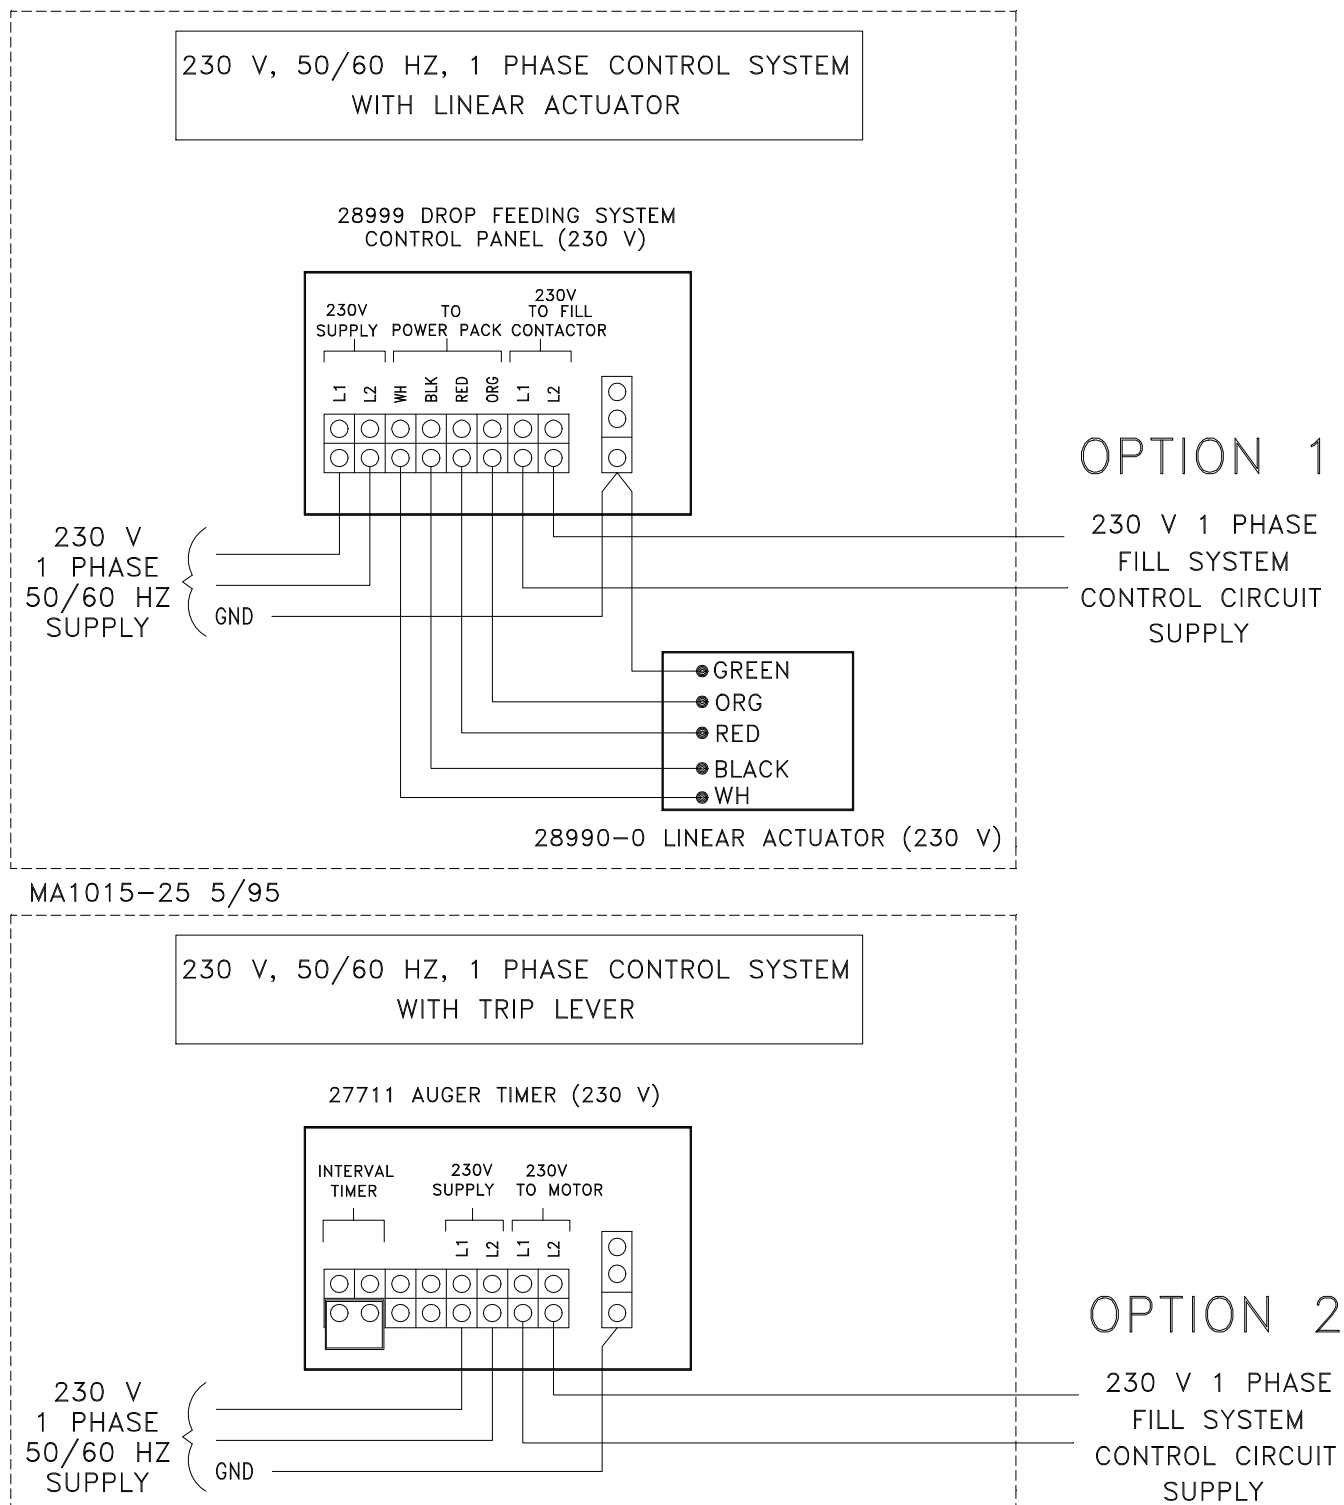 230 V, 50/60 HZ, 1 PHASE CONTROL SYSTEM
WITH LINEAR ACTUATOR
28999 DROP FEEDING SYSTEM
CONTROL PANEL (230 V)
230V
SUPPLY
TO
POWER PACK
230V
TO FILL
CONTACTOR
L1
L2
WH
BLK
RED
ORG
L1
L2
OPTION 1
230 V
1 PHASE
50/60 HZ
SUPPLY
GND
230 V 1 PHASE
FILL SYSTEM
CONTROL CIRCUIT
SUPPLY
GREEN
ORG
RED
BLACK
WH
28990-0 LINEAR ACTUATOR (230 V)
MA1015-25 5/95
230 V, 50/60 HZ, 1 PHASE CONTROL SYSTEM
WITH TRIP LEVER
27711 AUGER TIMER (230 V)
INTERVAL
TIMER
230V
SUPPLY
230V
TO MOTOR
L1
L2
L1
L2
OPTION 2
230 V
1 PHASE
50/60 HZ
SUPPLY
GND
230 V 1 PHASE
FILL SYSTEM
CONTROL CIRCUIT
SUPPLY